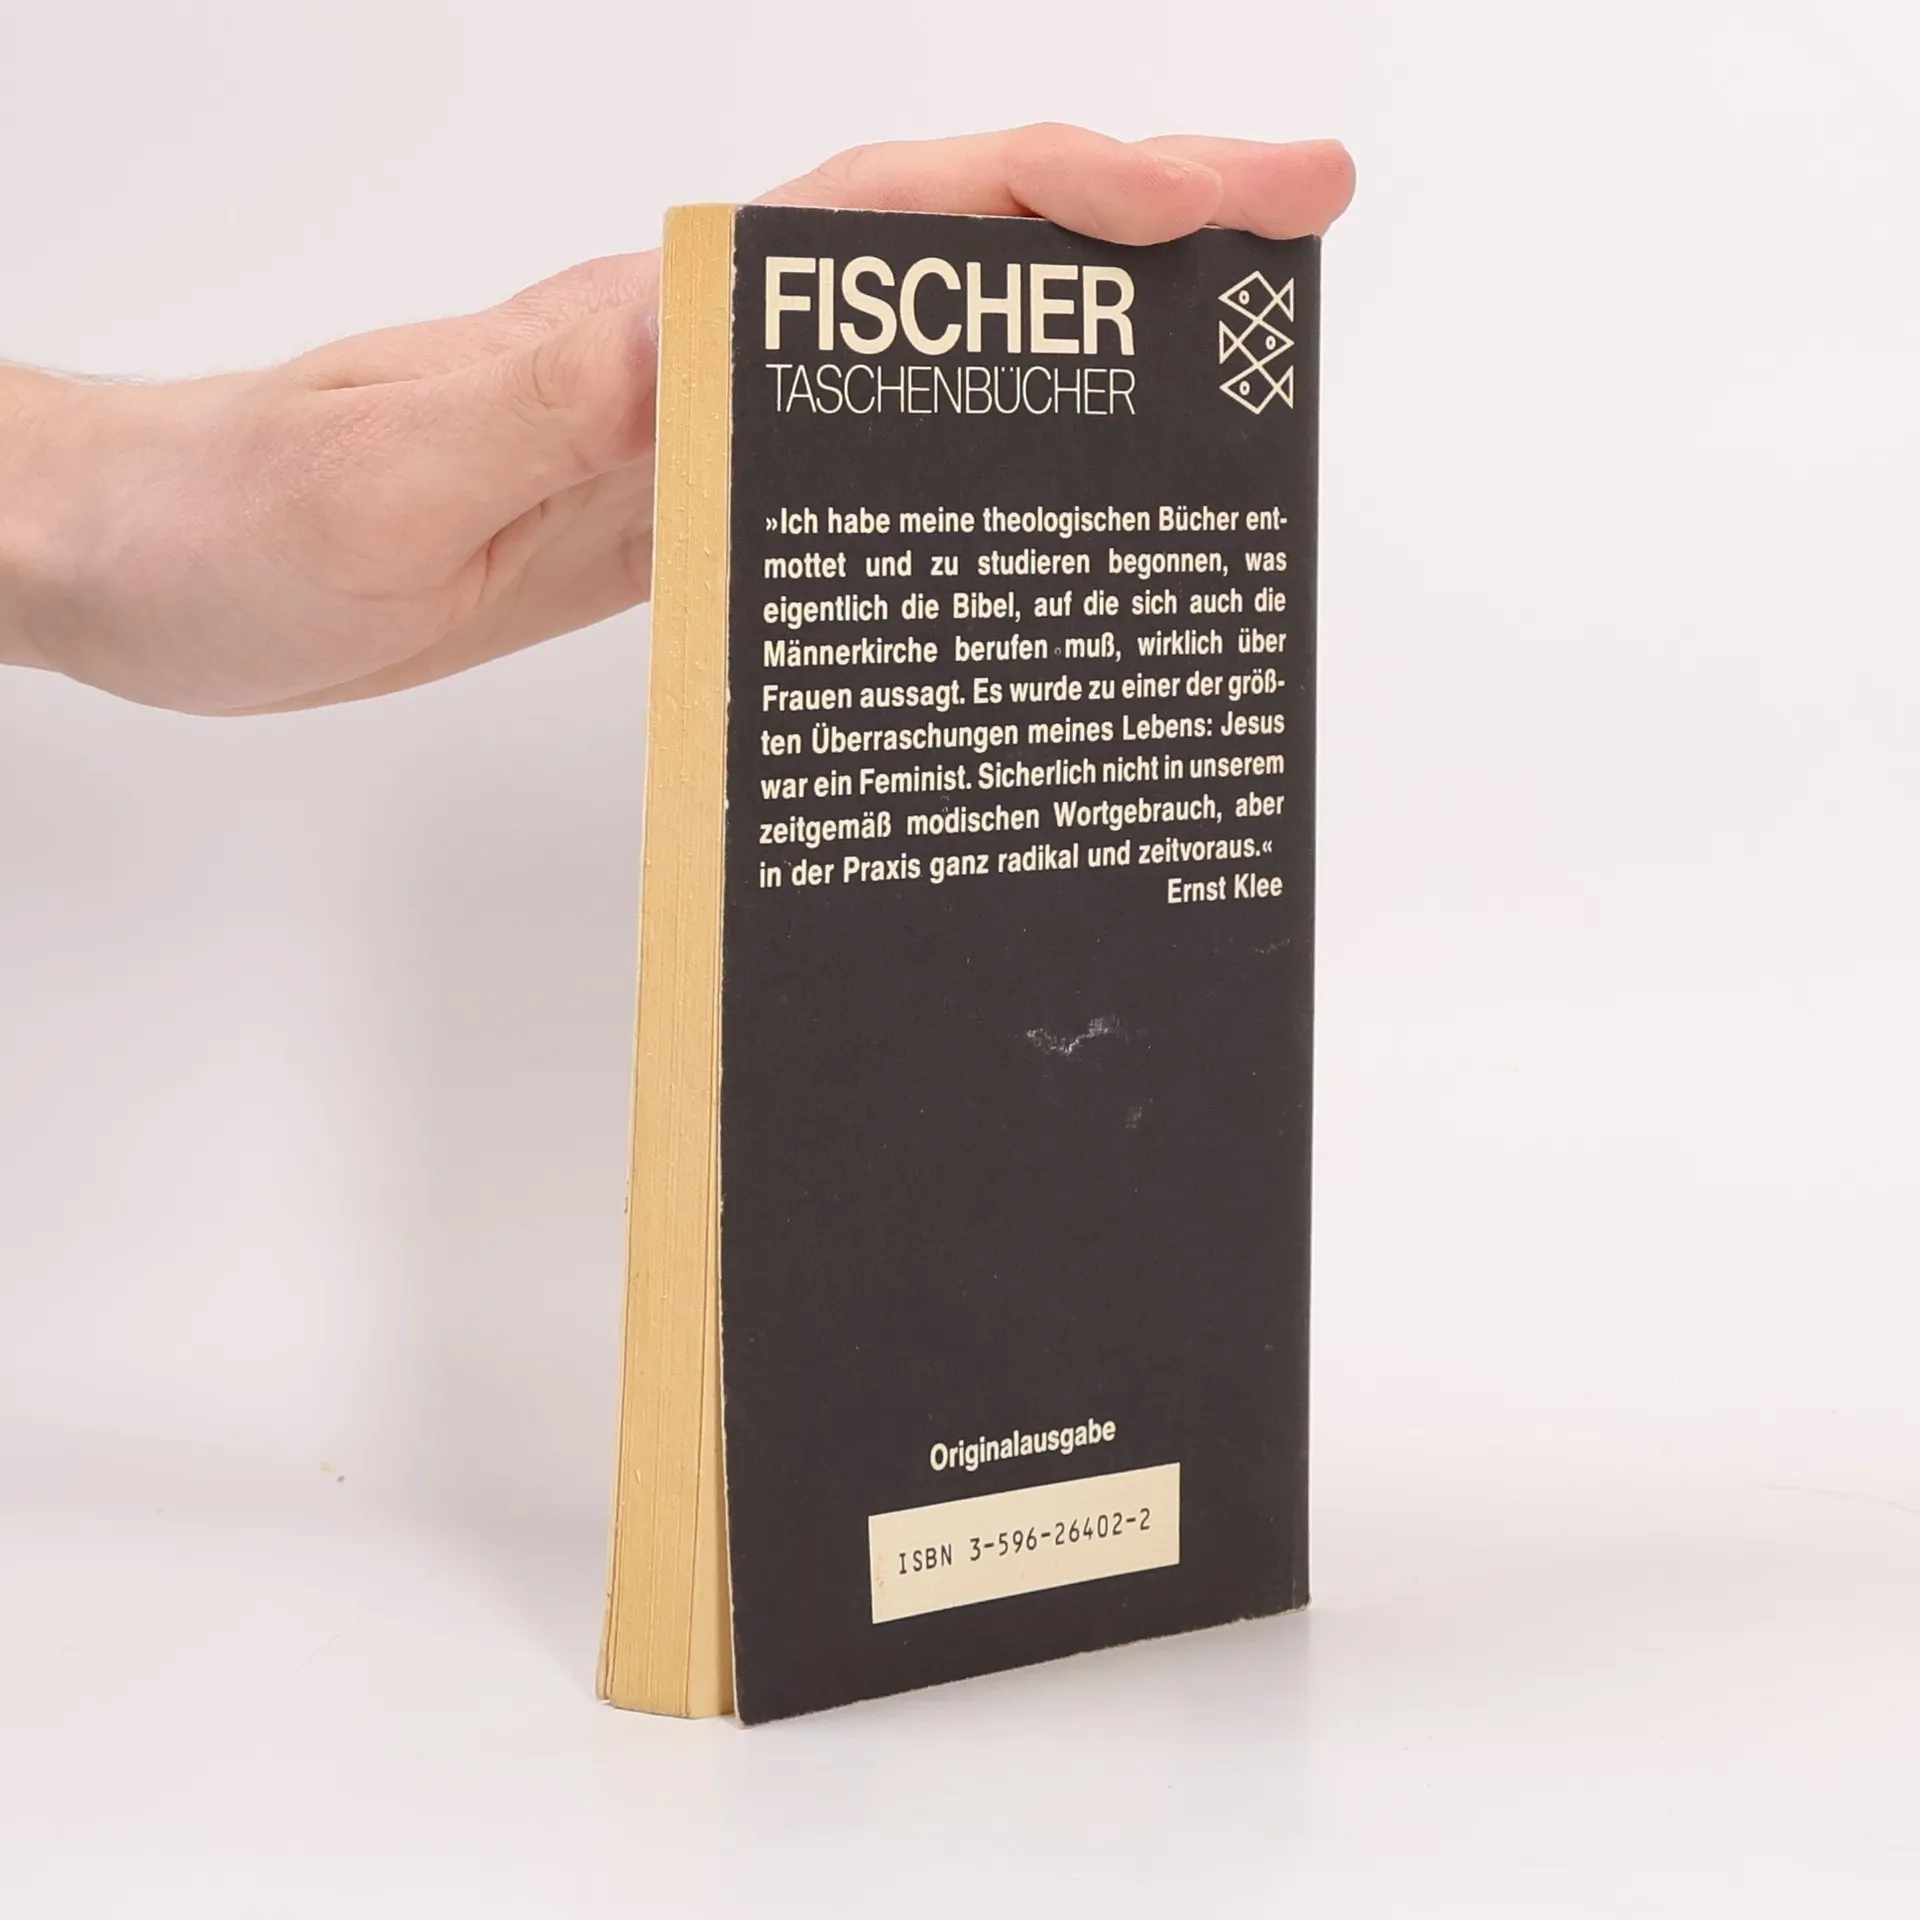 FISCHER
TASCHENBÜCHER
»Ich habe meine theologischen Bücher ent-
mottet und zu studieren begonnen, was
eigentlich die Bibel, auf die sich auch die
Männerkirche berufen muß, wirklich über
Frauen aussagt. Es wurde zu einer der größ-
ten Überraschungen meines Lebens: Jesus
war ein Feminist. Sicherlich nicht in unserem
zeitgemäß modischen Wortgebrauch, aber
in der Praxis ganz radikal und zeitvoraus.«
Ernst Klee
Originalausgabe
ISBN 3-596-26402-2